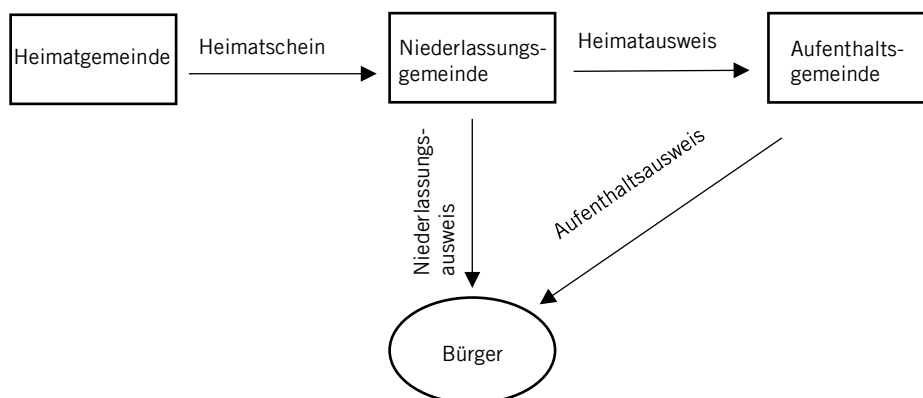 Heimatgemeinde
Heimatschein
Niederlassungs-
gemeinde
Heimatausweis
Aufenthalts-
gemeinde
Niederlassungs-
ausweis
Aufenthaltsausweis
Bürger